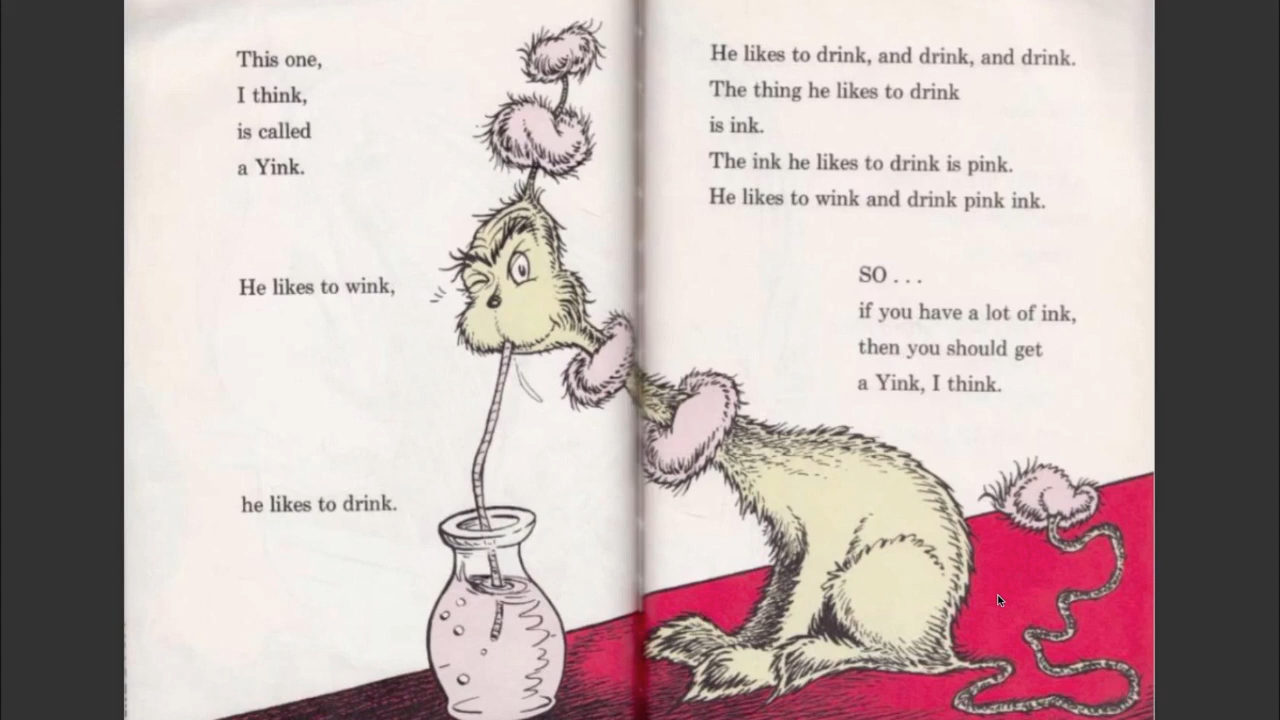 This one,
I think,
is called
a Yink.
He likes to wink,
he likes to drink.
He likes to drink, and drink, and drink.
The thing he likes to drink
is ink.
The ink he likes to drink is pink.
He likes to wink and drink pink ink.
SO . . .
if you have a lot of ink,
then you should get
a Yink, I think.